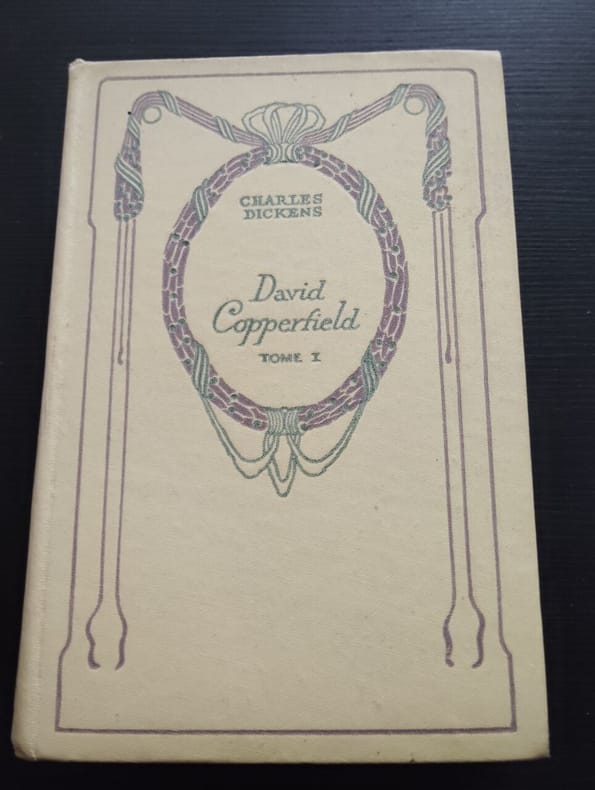 CHARLES
DICKENS
David
Copperfield
TOME I